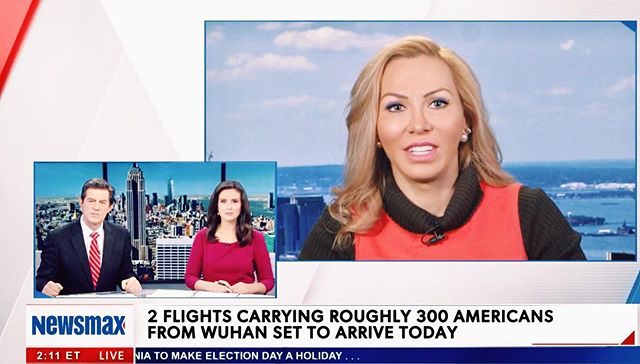 2 FLIGHTS CARRYING ROUGHLY 300 AMERICANS
FROM WUHAN SET TO ARRIVE TODAY
NEWSMAX
2:11 ET LIVE NIA TO MAKE ELECTION DAY A HOLIDAY . . .